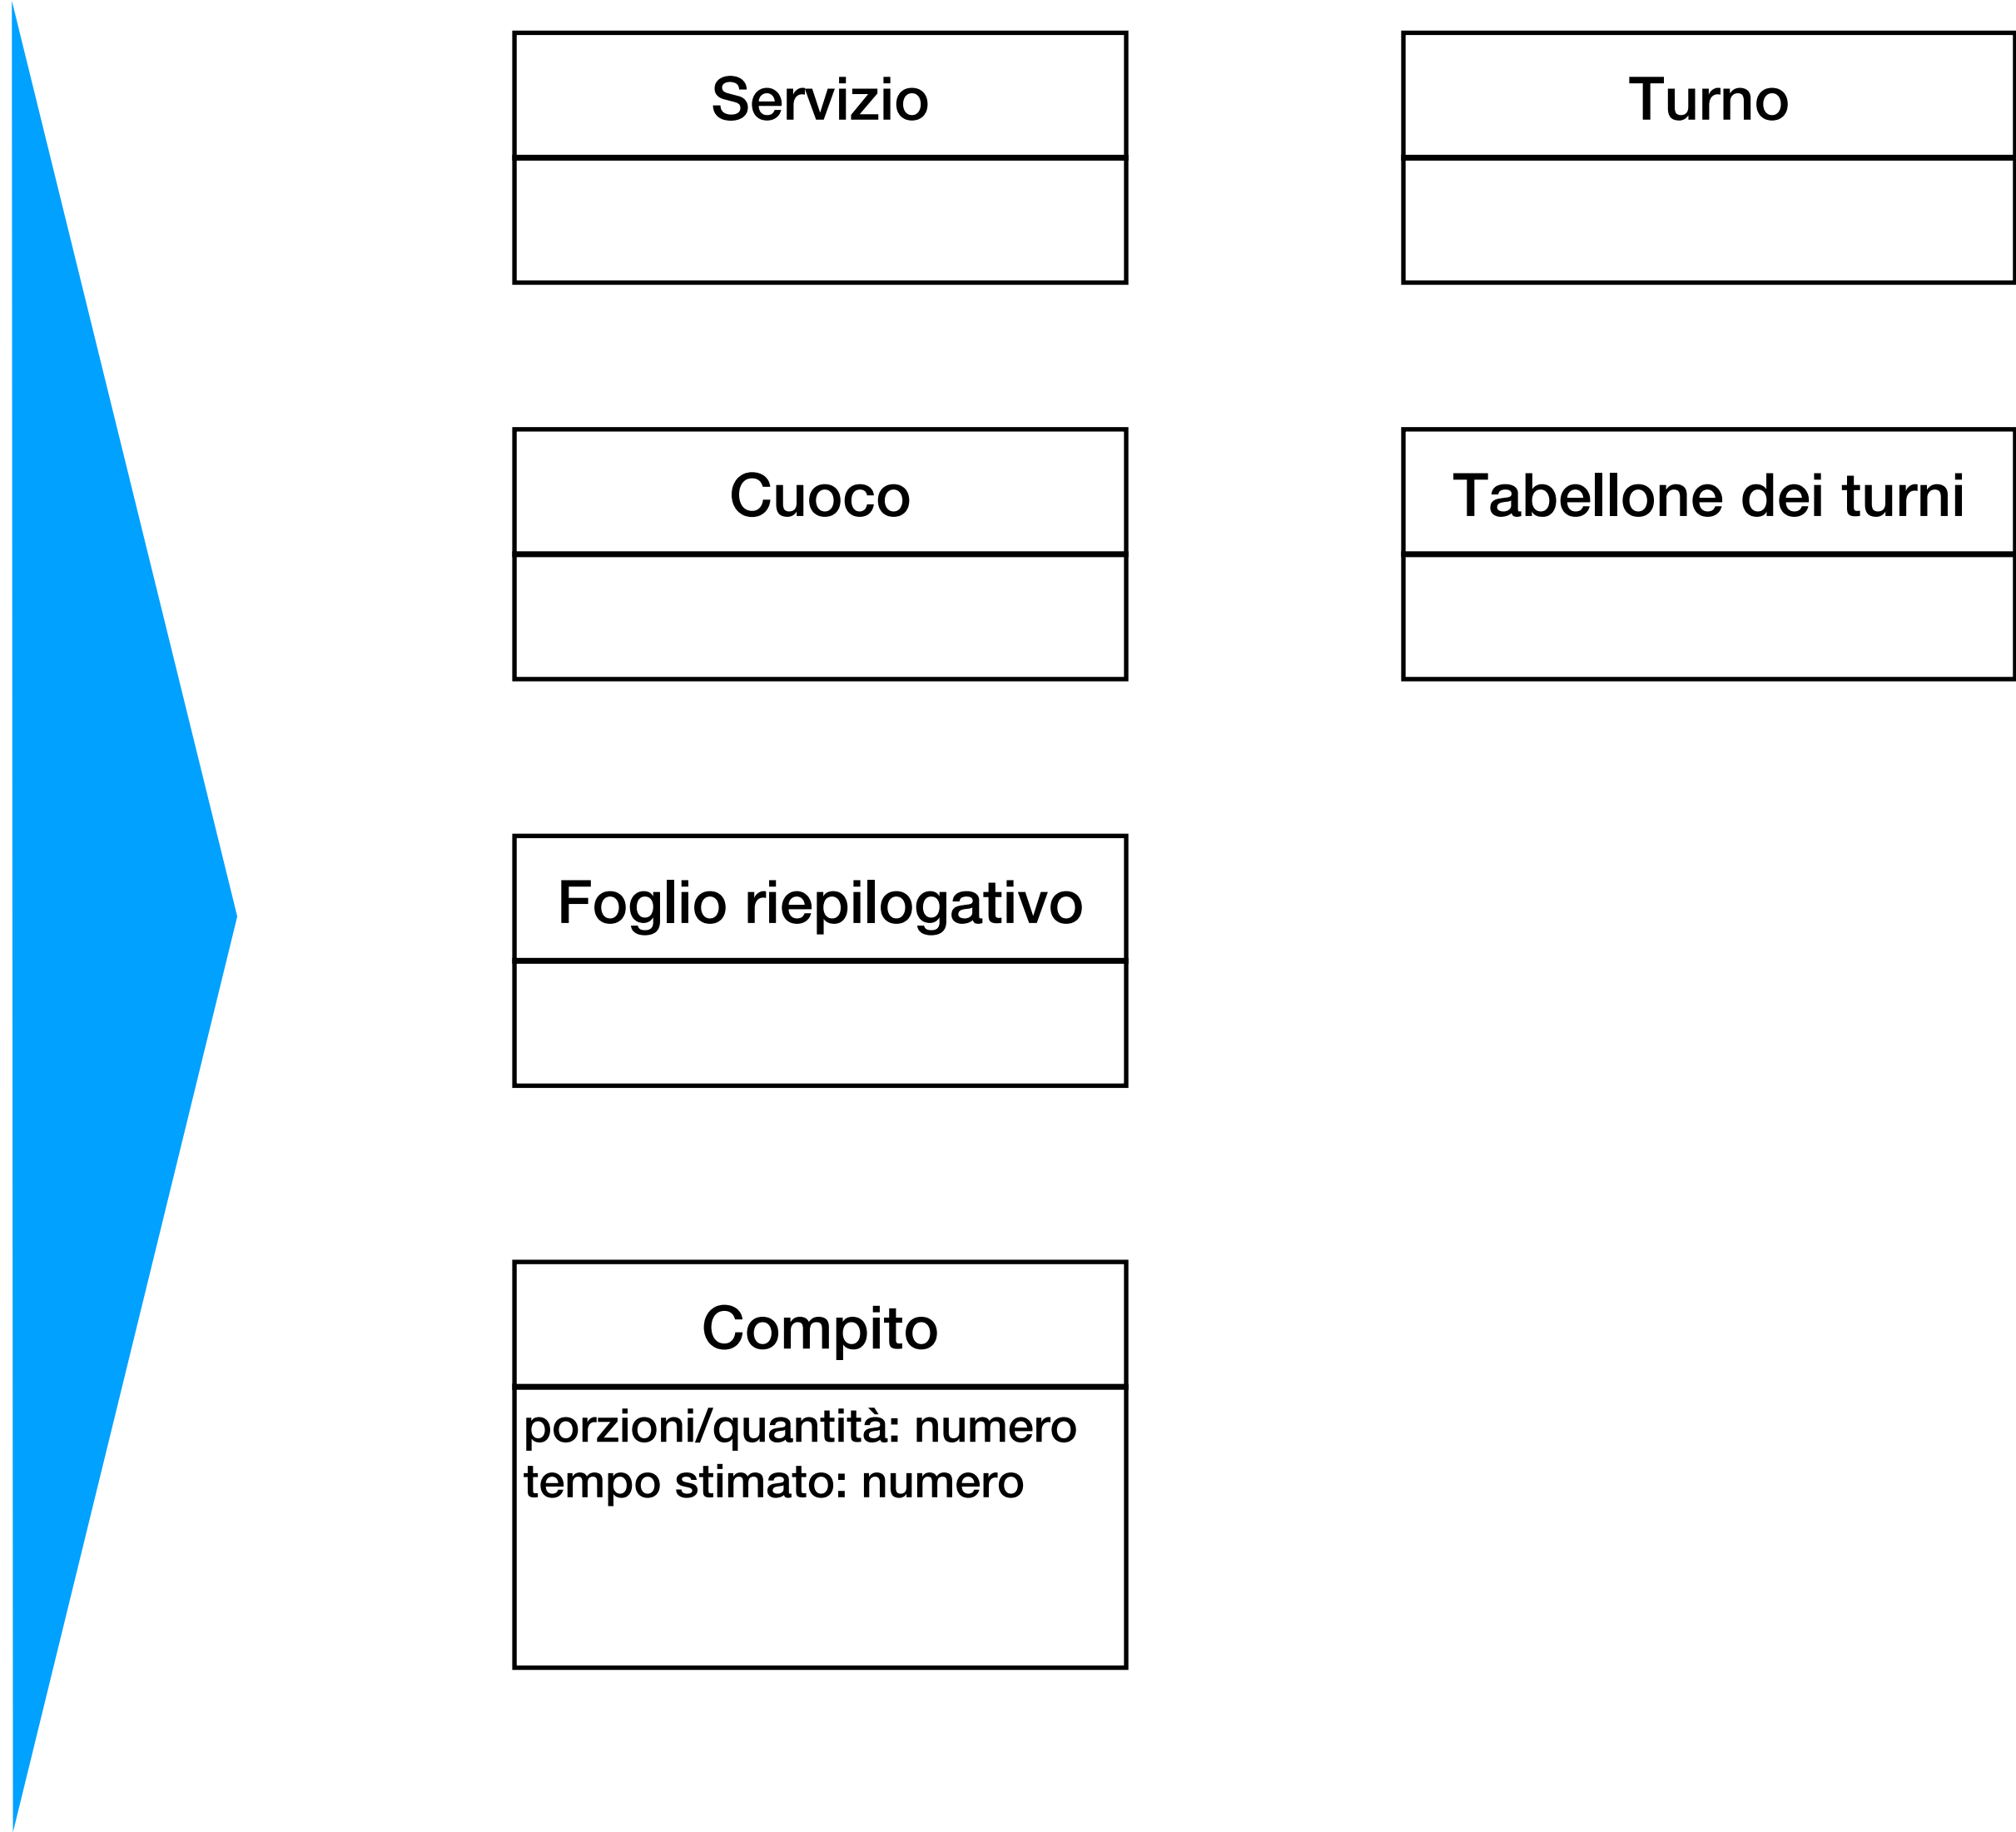 Servizio
Turno
Cuoco
Tabellone dei turni
Foglio riepilogativo
Compito
porzioni/quantità: numero
tempo stimato: numero